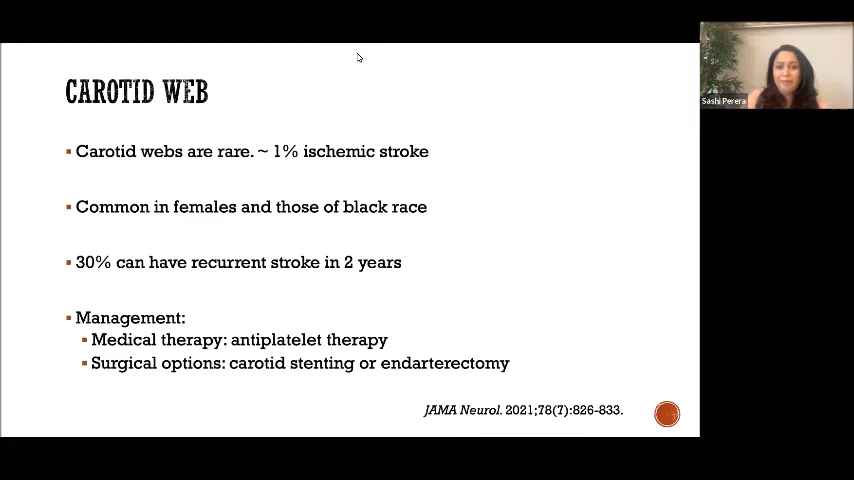 CAROTID WEB
▪ Carotid webs are rare. ~ 1% ischemic stroke
▪ Common in females and those of black race
▪ 30% can have recurrent stroke in 2 years
▪ Management:
▪ Medical therapy: antiplatelet therapy
▪ Surgical options: carotid stenting or endarterectomy
JAMA Neurol. 2021;78(7):826-833.
Sashi Perera